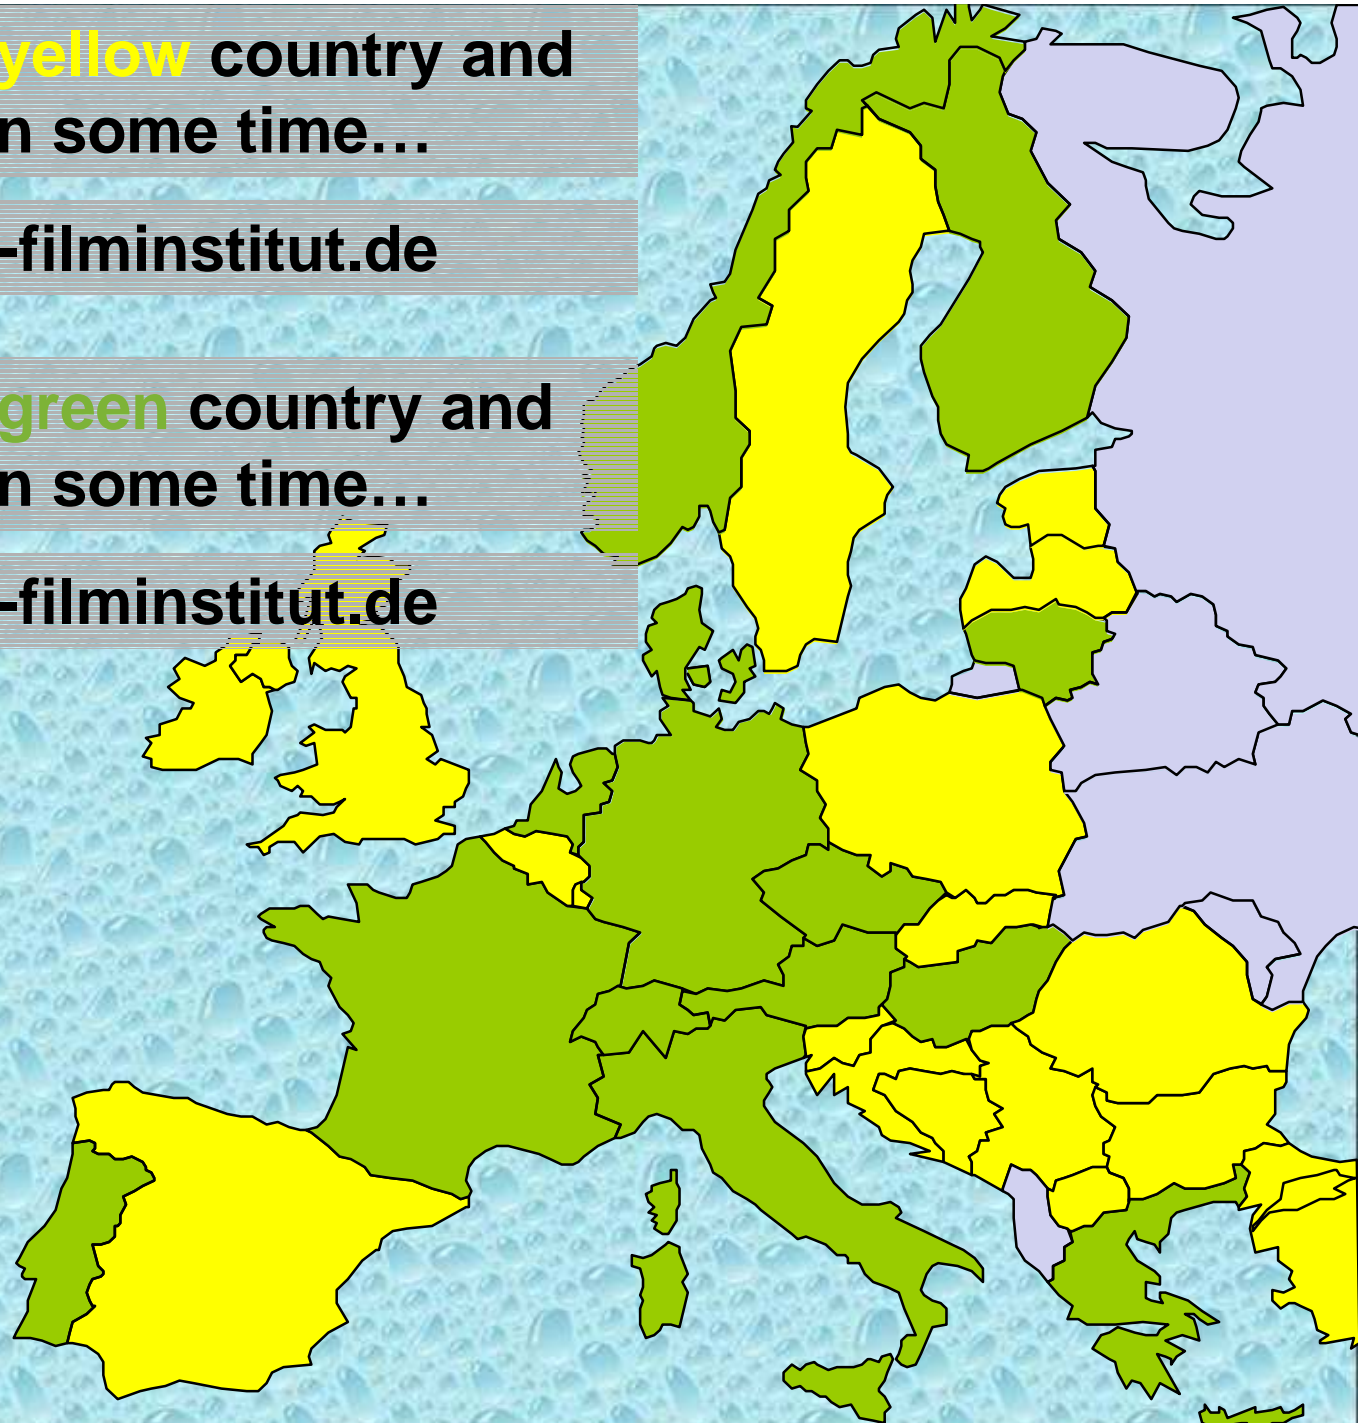 yellow country and
n some time…
-filminstitut.de
green country and
n some time…
-filminstitut.de